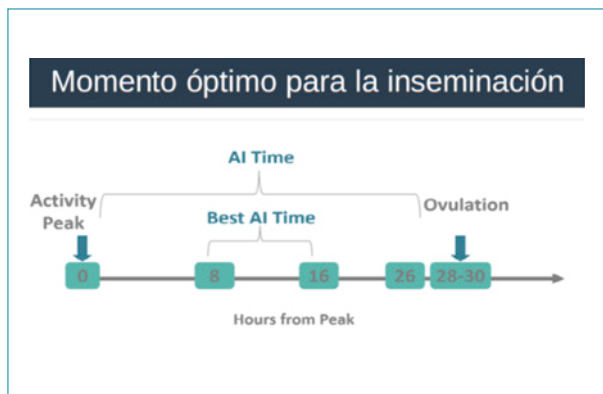 Momento óptimo para la inseminación
AI Time
Activity
Peak
Best AI Time
Ovulation
0
8
16
26
28-30
Hours from Peak